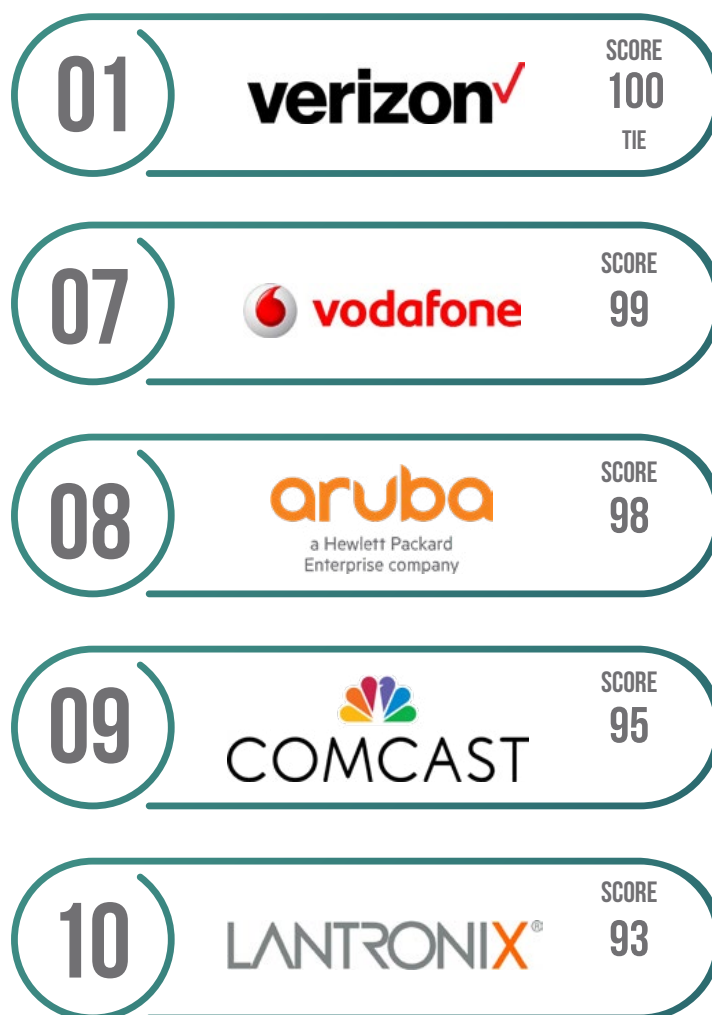 01
verizon
SCORE
100
TIE
07
vodafone
SCORE
99
08
aruba
a Hewlett Packard
Enterprise company
SCORE
98
09
COMCAST
SCORE
95
10
LANTRONIX®
SCORE
93